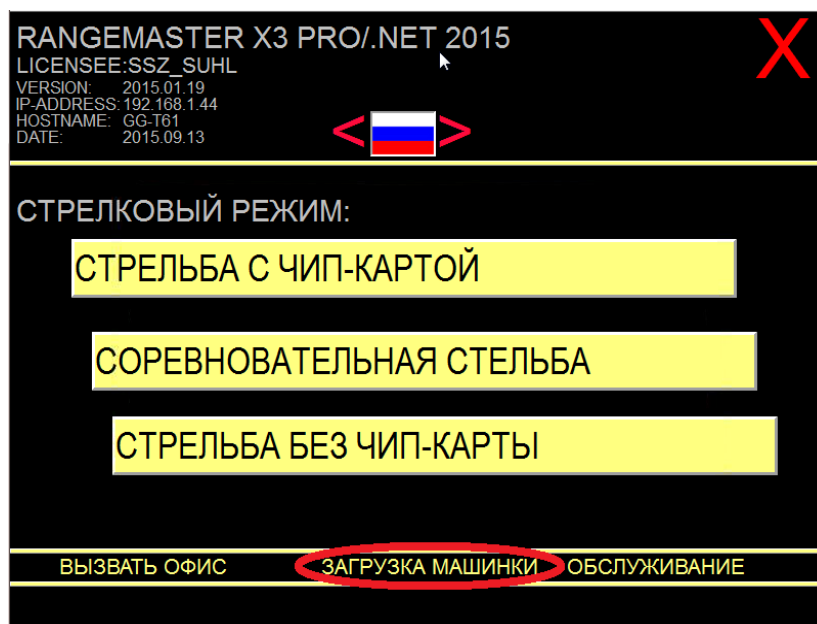 RANGEMASTER X3 PRO/.NET 2015
LICENSEE:SSZ_SUHL
VERSION: 2015.01.19
IP-ADDRESS: 192.168.1.44
HOSTNAME: GG-T61
DATE: 2015.09.13
X
< >
СТРЕЛКОВЫЙ РЕЖИМ:
СТРЕЛЬБА С ЧИП-КАРТОЙ
СОРЕВНОВАТЕЛЬНАЯ СТЕЛЬБА
СТРЕЛЬБА БЕЗ ЧИП-КАРТЫ
ВЫЗВАТЬ ОФИС ЗАГРУЗКА МАШИНКИ ОБСЛУЖИВАНИЕ